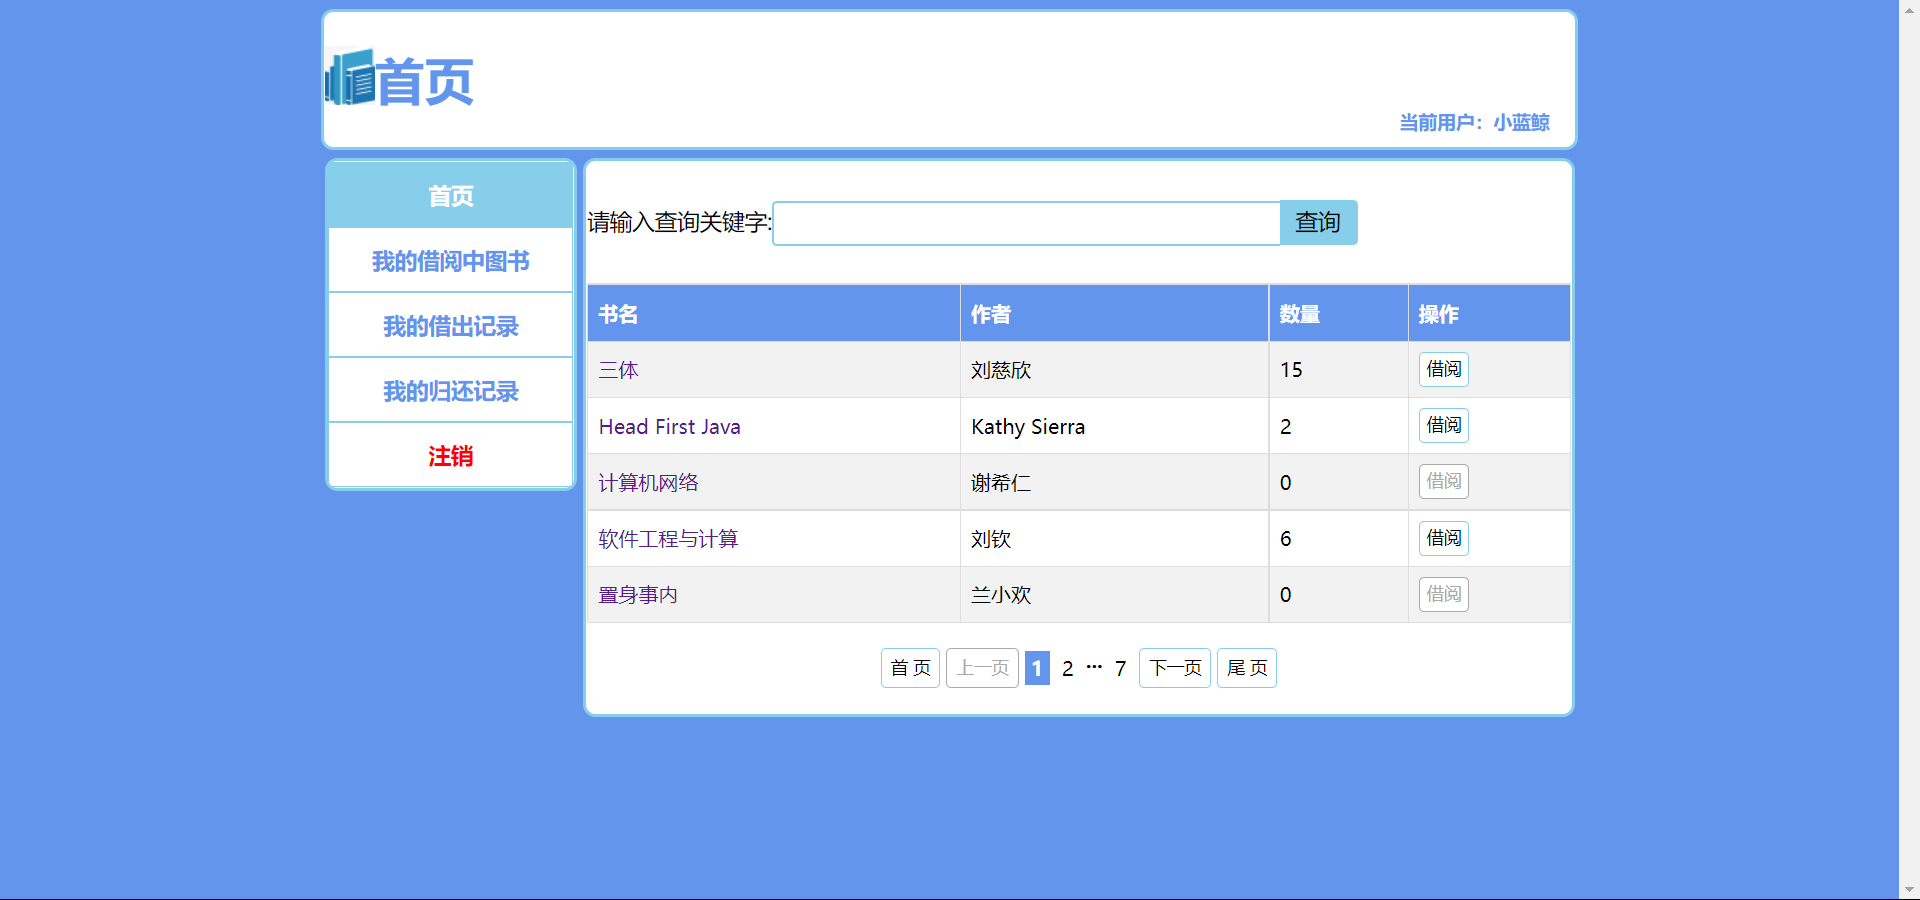 首页
当前用户：小蓝鲸
首页
我的借阅中图书
我的借出记录
我的归还记录
注销
请输入查询关键字: 查询
书名 作者 数量 操作
三体 刘慈欣 15 借阅
Head First Java Kathy Sierra 2 借阅
计算机网络 谢希仁 0 借阅
软件工程与计算 刘钦 6 借阅
置身事内 兰小欢 0 借阅
首 页 上一页 1 2 ··· 7 下一页 尾 页